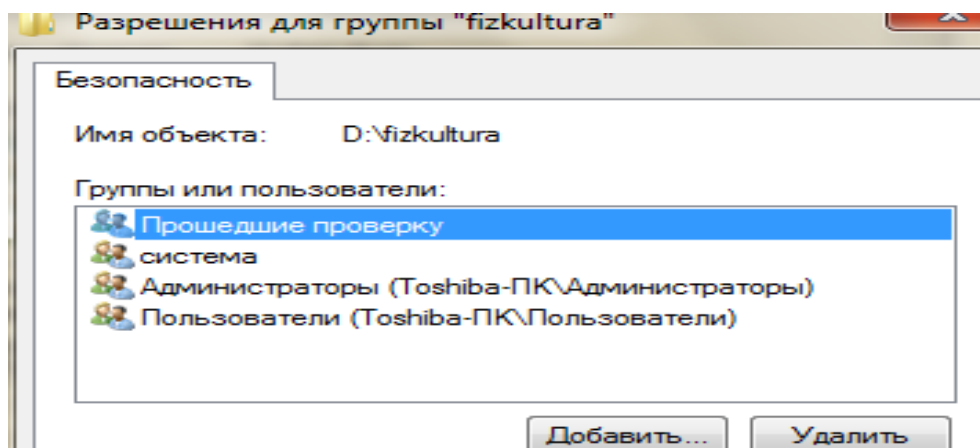 Разрешения для группы "fizkultura"
Безопасность
Имя объекта: D:\fizkultura
Группы или пользователи:
Прошедшие проверку
система
Администраторы (Toshiba-ПК\Администраторы)
Пользователи (Toshiba-ПК\Пользователи)
Добавить... Удалить